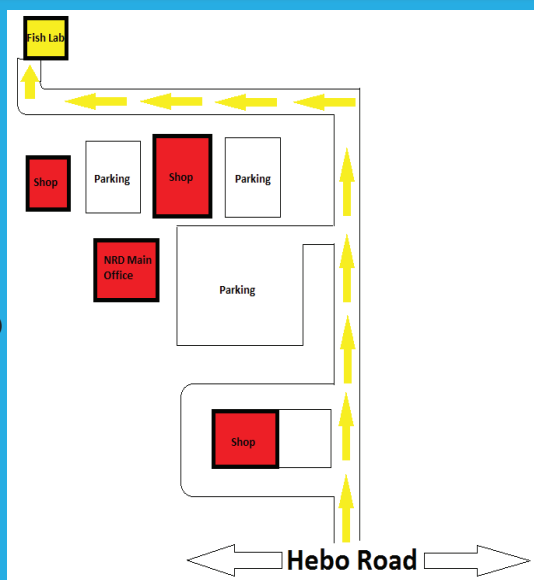 Fish Lab
Shop
Parking
Shop
Parking
NRD Main
Office
Parking
Shop
Hebo Road